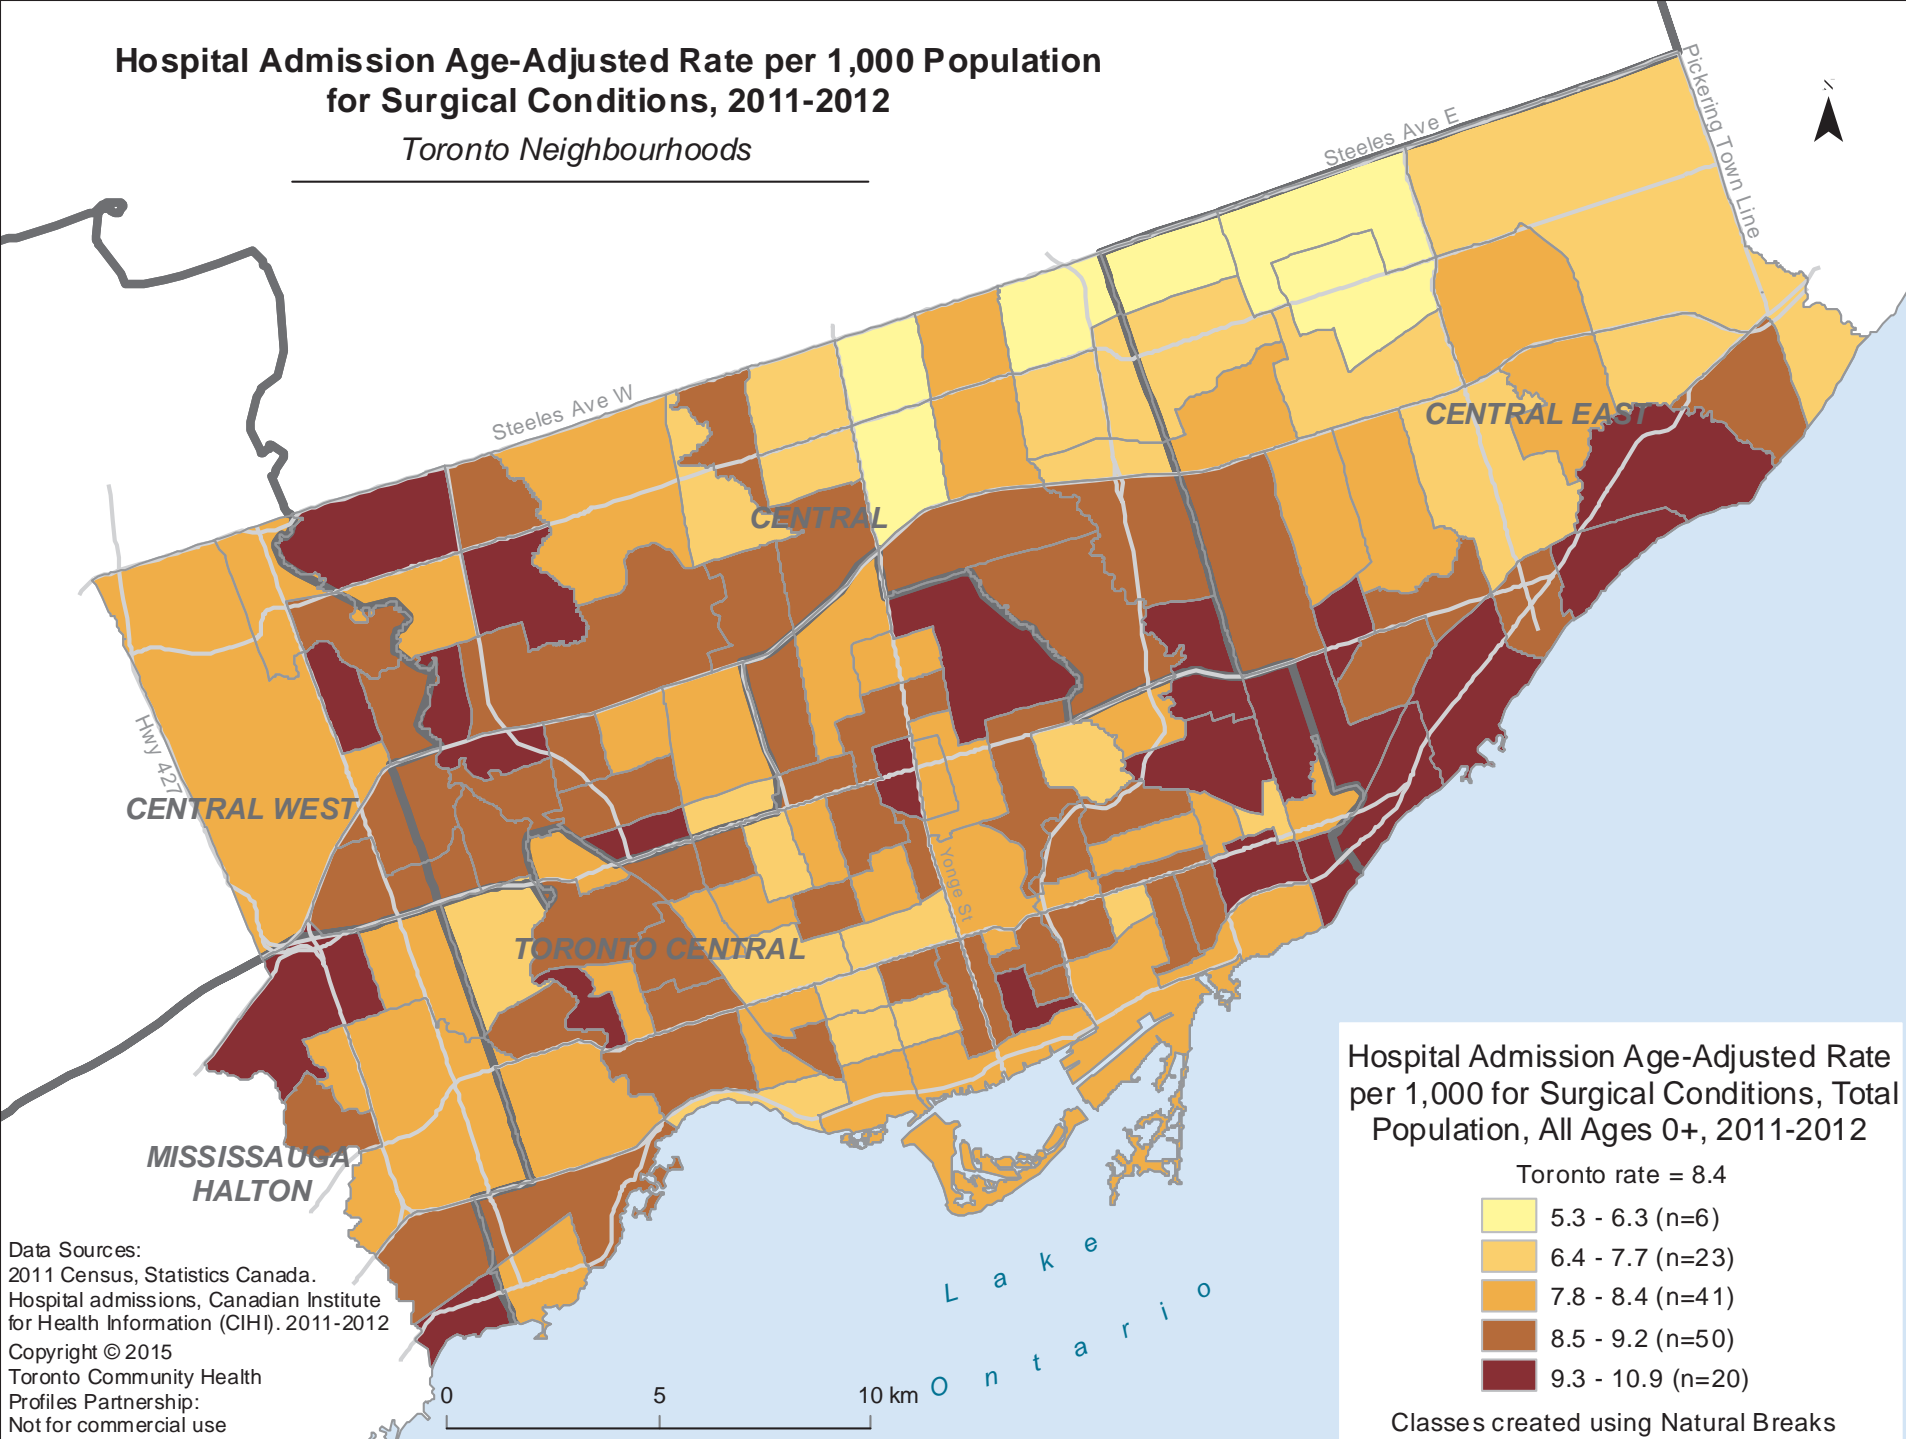 Hospital Admission Age-Adjusted Rate per 1,000 Population
for Surgical Conditions, 2011-2012
Toronto Neighbourhoods
N
Steeles Ave E
Pickering Town Line
Steeles Ave W
CENTRAL EAST
CENTRAL
Hwy 427
CENTRAL WEST
Yonge St
TORONTO CENTRAL
MISSISSAUGA
HALTON
Lake
Ontario
Hospital Admission Age-Adjusted Rate
per 1,000 for Surgical Conditions, Total
Population, All Ages 0+, 2011-2012
Toronto rate = 8.4
5.3 - 6.3 (n=6)
6.4 - 7.7 (n=23)
7.8 - 8.4 (n=41)
8.5 - 9.2 (n=50)
9.3 - 10.9 (n=20)
Classes created using Natural Breaks
Data Sources:
2011 Census, Statistics Canada.
Hospital admissions, Canadian Institute
for Health Information (CIHI). 2011-2012
Copyright © 2015
Toronto Community Health
Profiles Partnership:
Not for commercial use
0 5 10 km